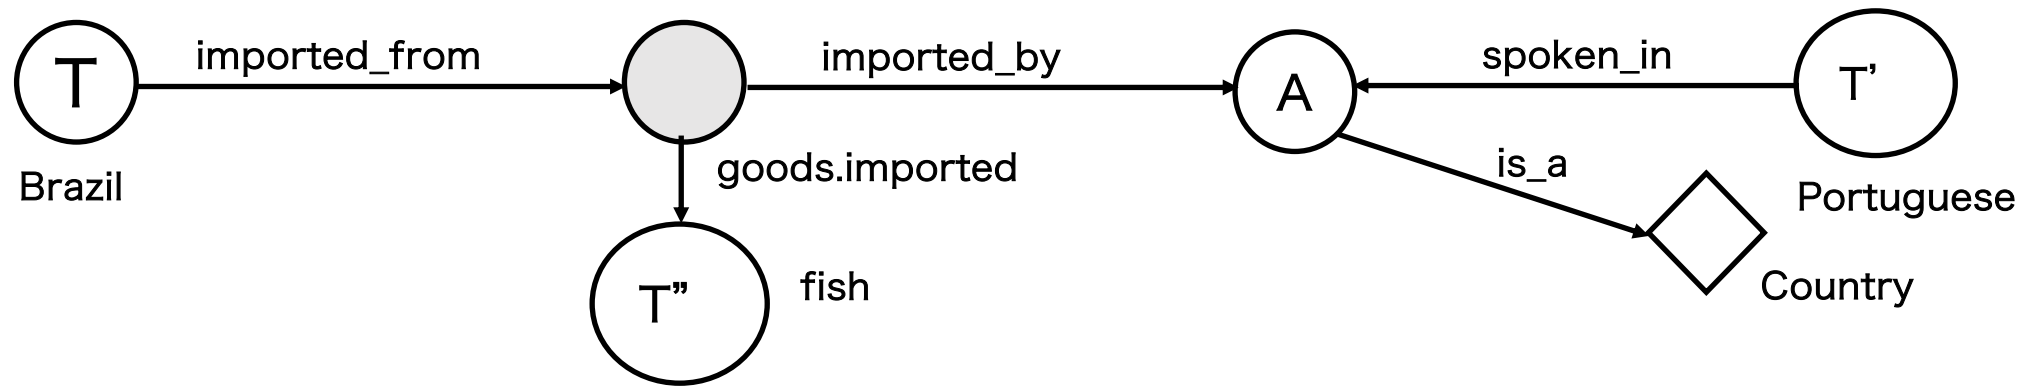 T
Brazil
imported_from
goods.imported
T"
fish
imported_by
A
spoken_in
T'
Portuguese
is_a
Country